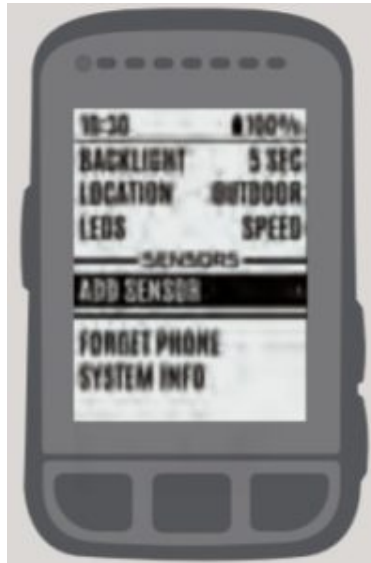 10:30 100%
BACKLIGHT 5 SEC
LOCATION OUTDOOR
LEDS SPEED
SENSORS
ADD SENSOR
FORGET PHONE
SYSTEM INFO